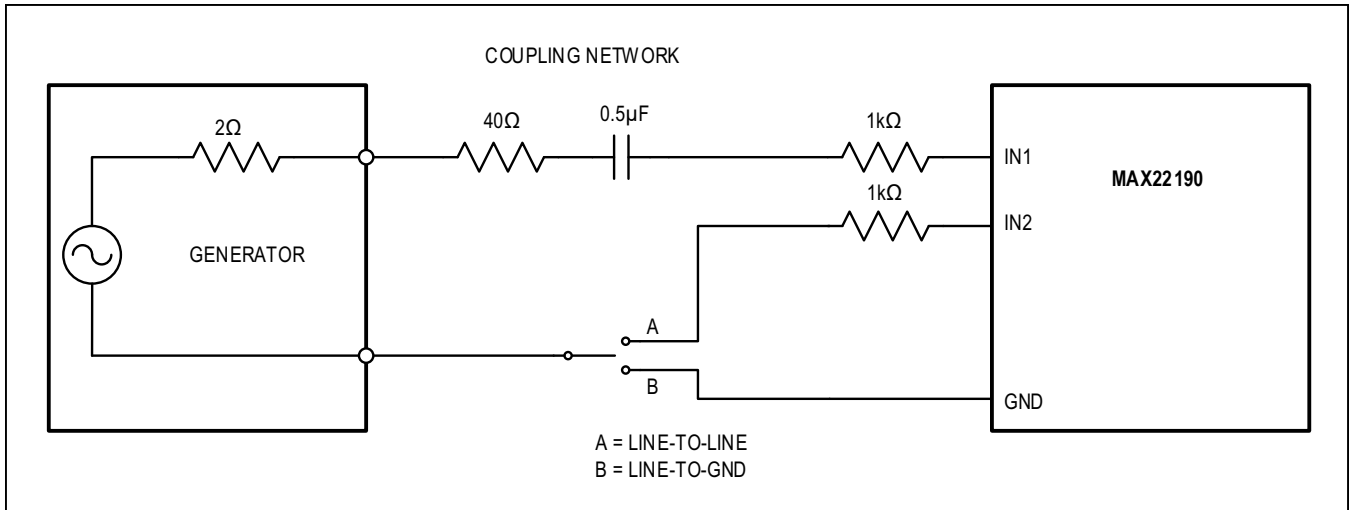 COUPLING NETWORK
2Ω
40Ω
0.5µF
1kΩ
IN1
MAX22190
1kΩ
IN2
GENERATOR
A
B
GND
A = LINE-TO-LINE
B = LINE-TO-GND